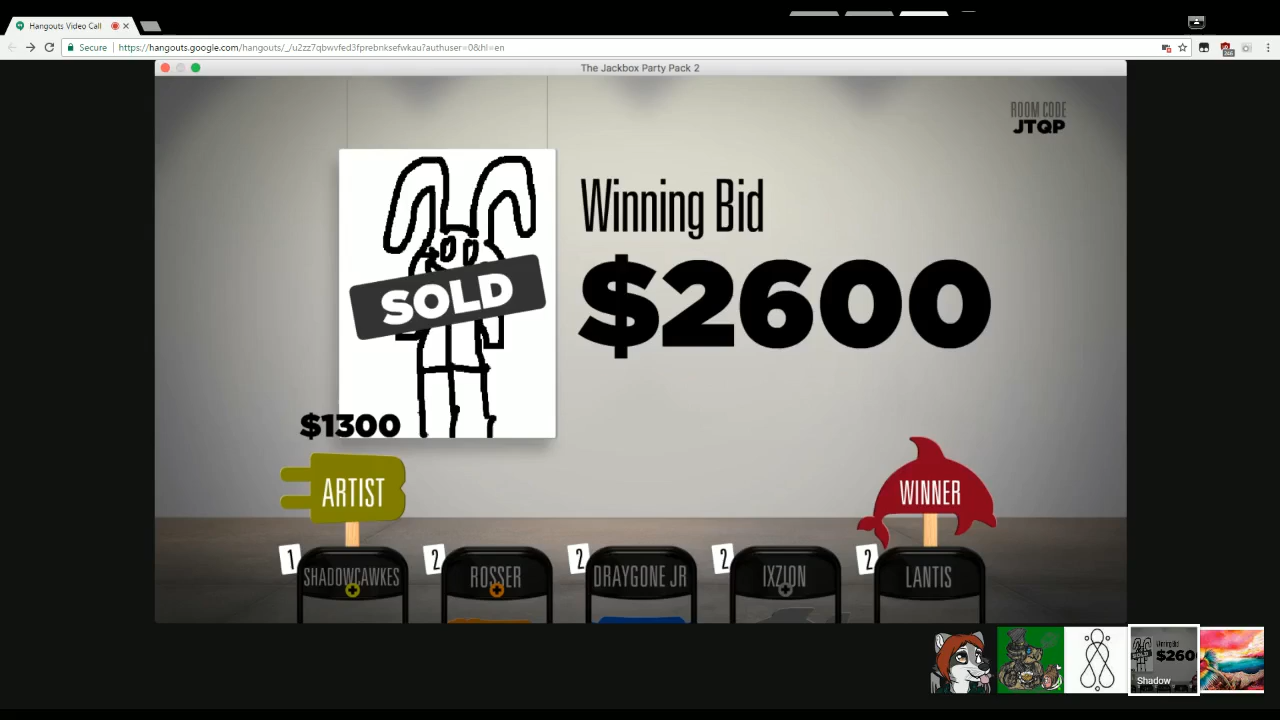 Hangouts Video Call
Secure
https://hangouts.google.com/hangouts/_/u2zz7qbwvfed3fprebnksefwkau?authuser=0&hl=en
The Jackbox Party Pack 2
ROOM CODE
JTQP
Winning Bid
$2600
SOLD
$1300
ARTIST
WINNER
1 SHADOWCAWKES
2 ROSSER
2 DRAYGONE JR
2 IXZION
2 LANTIS
Winning Bid
$260
Shadow